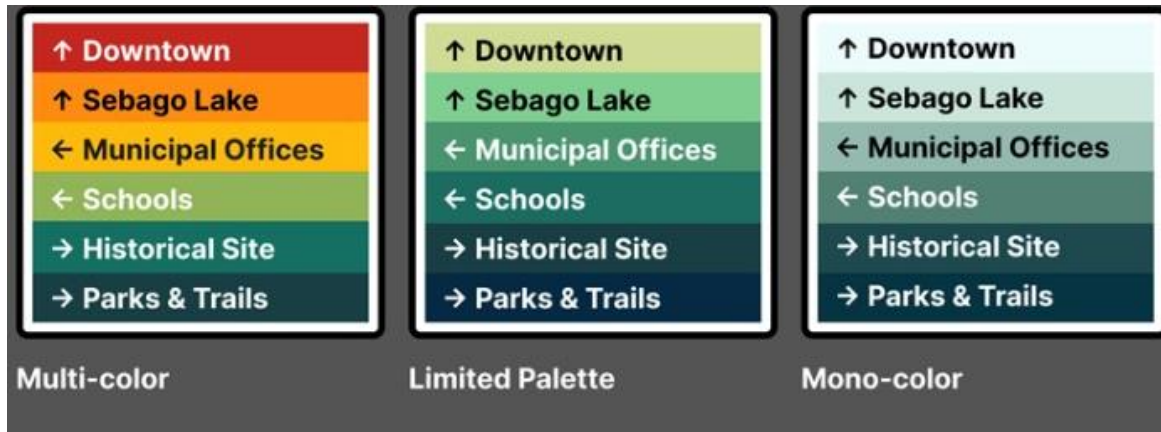 ↑ Downtown
↑ Sebago Lake
← Municipal Offices
← Schools
→ Historical Site
→ Parks & Trails
Multi-color
↑ Downtown
↑ Sebago Lake
← Municipal Offices
← Schools
→ Historical Site
→ Parks & Trails
Limited Palette
↑ Downtown
↑ Sebago Lake
← Municipal Offices
← Schools
→ Historical Site
→ Parks & Trails
Mono-color